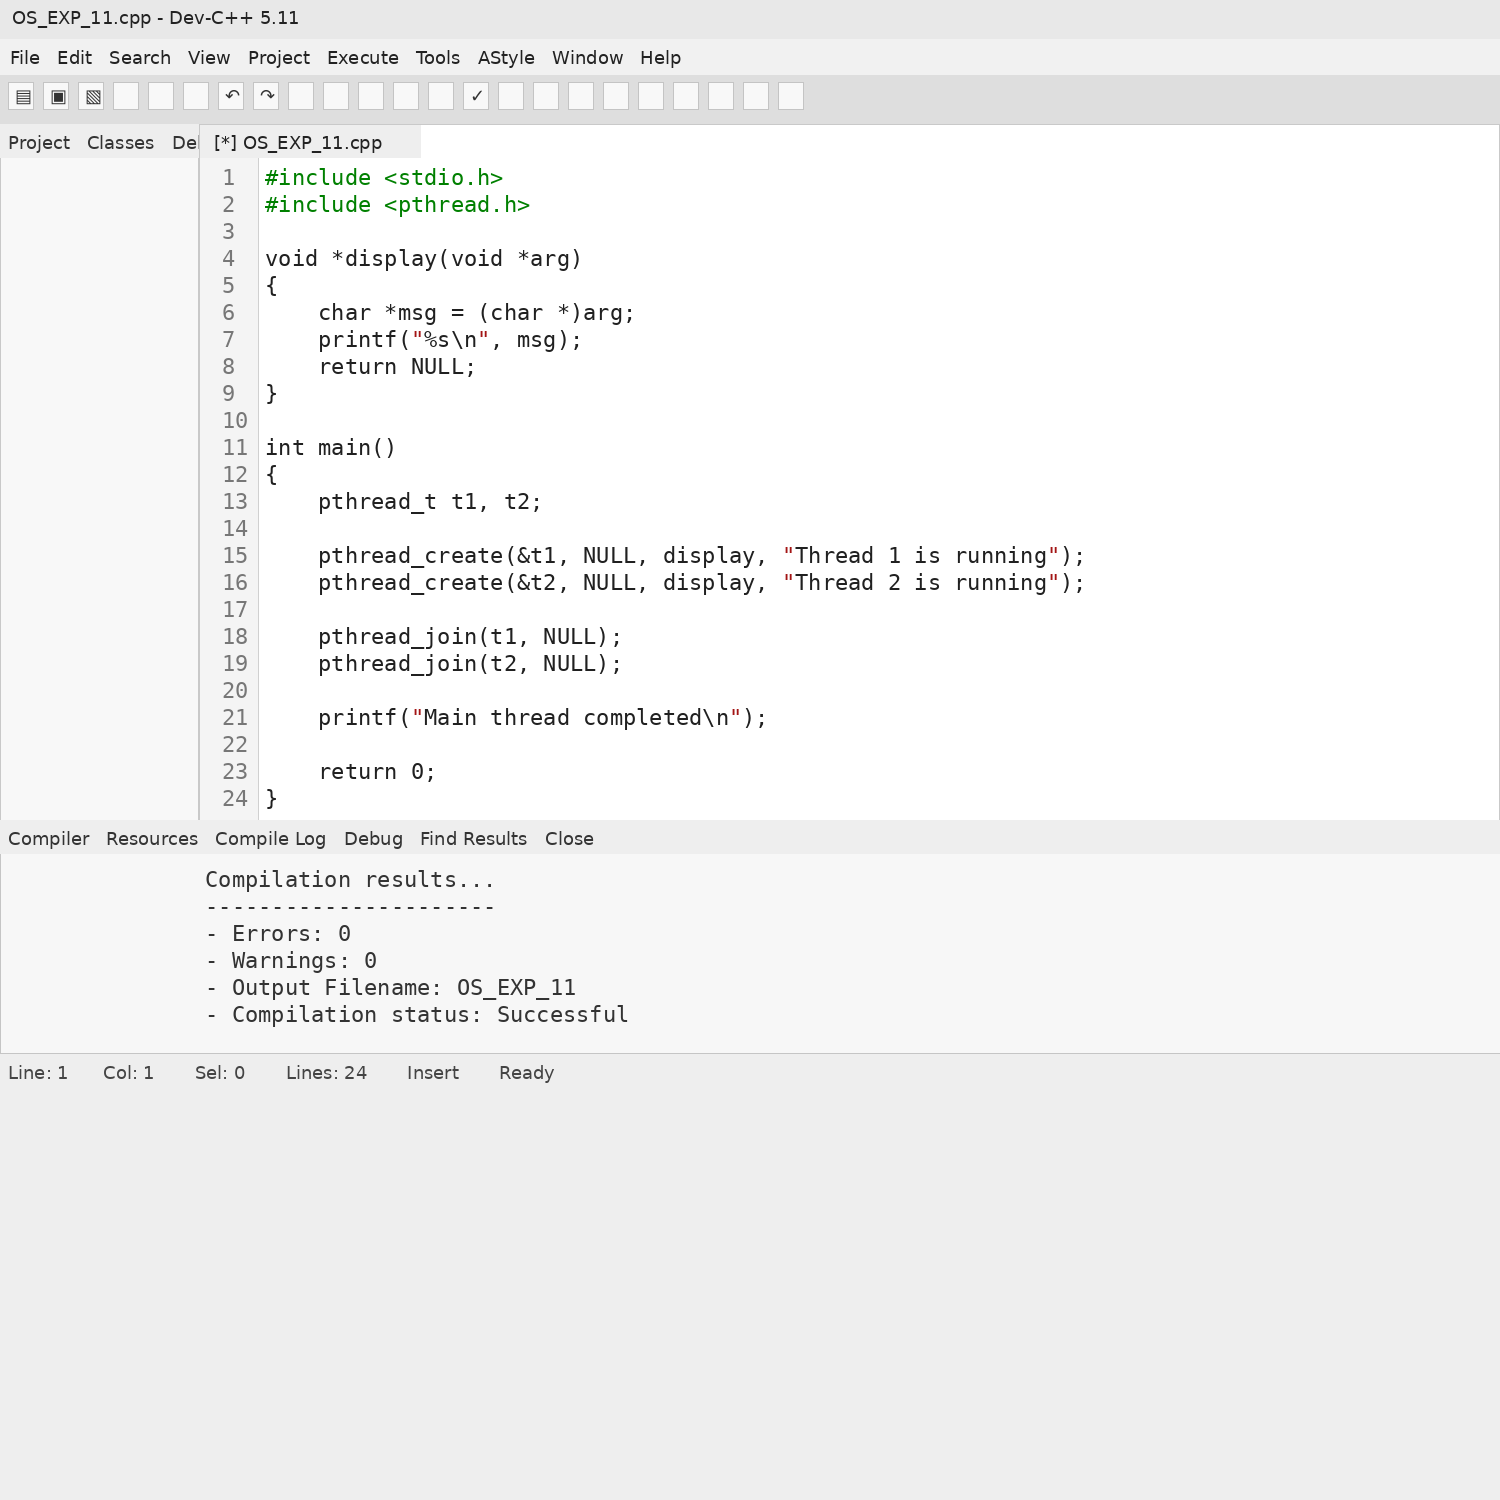 OS_EXP_11.cpp - Dev-C++ 5.11
File Edit Search View Project Execute Tools AStyle Window Help
Project Classes
[*] OS_EXP_11.cpp
1 #include <stdio.h>
2 #include <pthread.h>
3
4 void *display(void *arg)
5 {
6     char *msg = (char *)arg;
7     printf("%s\n", msg);
8     return NULL;
9 }
10
11 int main()
12 {
13     pthread_t t1, t2;
14
15     pthread_create(&t1, NULL, display, "Thread 1 is running");
16     pthread_create(&t2, NULL, display, "Thread 2 is running");
17
18     pthread_join(t1, NULL);
19     pthread_join(t2, NULL);
20
21     printf("Main thread completed\n");
22
23     return 0;
24 }
Compiler Resources Compile Log Debug Find Results Close
Compilation results...
----------------------
- Errors: 0
- Warnings: 0
- Output Filename: OS_EXP_11
- Compilation status: Successful
Line: 1 Col: 1 Sel: 0 Lines: 24 Insert Ready